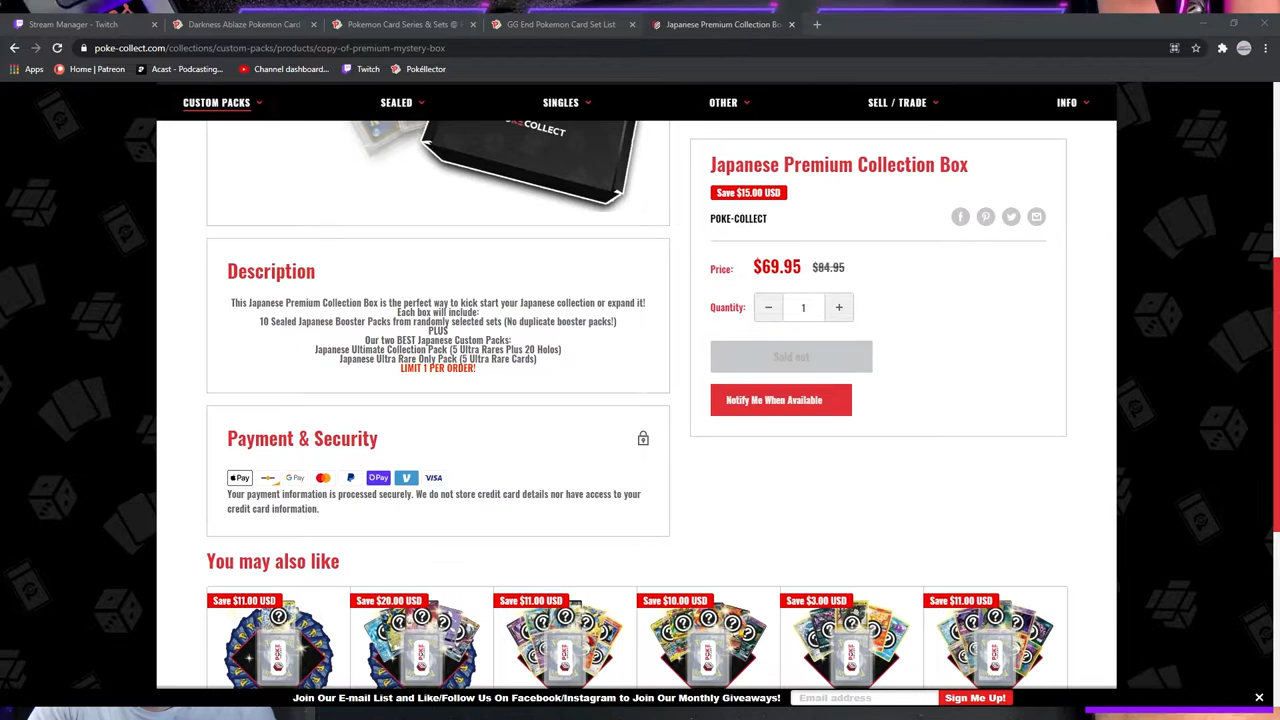 Stream Manager - Twitch
Darkness Ablaze Pokemon Card
Pokemon Card Series & Sets @
GG End Pokemon Card Set List
Japanese Premium Collection Bo
poke-collect.com/collections/custom-packs/products/copy-of-premium-mystery-box
Apps
Home | Patreon
Acast - Podcasting...
Channel dashboard...
Twitch
Pokéllector
CUSTOM PACKS
SEALED
SINGLES
OTHER
SELL / TRADE
INFO
COLLECT
Japanese Premium Collection Box
Save $15.00 USD
POKE-COLLECT
Price: $69.95 $84.95
Quantity: − 1 +
Sold out
Notify Me When Available
Description
This Japanese Premium Collection Box is the perfect way to kick start your Japanese collection or expand it!
Each box will include:
10 Sealed Japanese Booster Packs from randomly selected sets (No duplicate booster packs!)
PLUS
Our two BEST Japanese Custom Packs:
Japanese Ultimate Collection Pack (5 Ultra Rares Plus 20 Holos)
Japanese Ultra Rare Only Pack (5 Ultra Rare Cards)
LIMIT 1 PER ORDER!
Payment & Security
Pay
G Pay
Pay
VISA
Your payment information is processed securely. We do not store credit card details nor have access to your
credit card information.
You may also like
Save $11.00 USD
Save $20.00 USD
Save $11.00 USD
Save $10.00 USD
Save $3.00 USD
Save $11.00 USD
Join Our E-mail List and Like/Follow Us On Facebook/Instagram to Join Our Monthly Giveaways!
Email address
Sign Me Up!